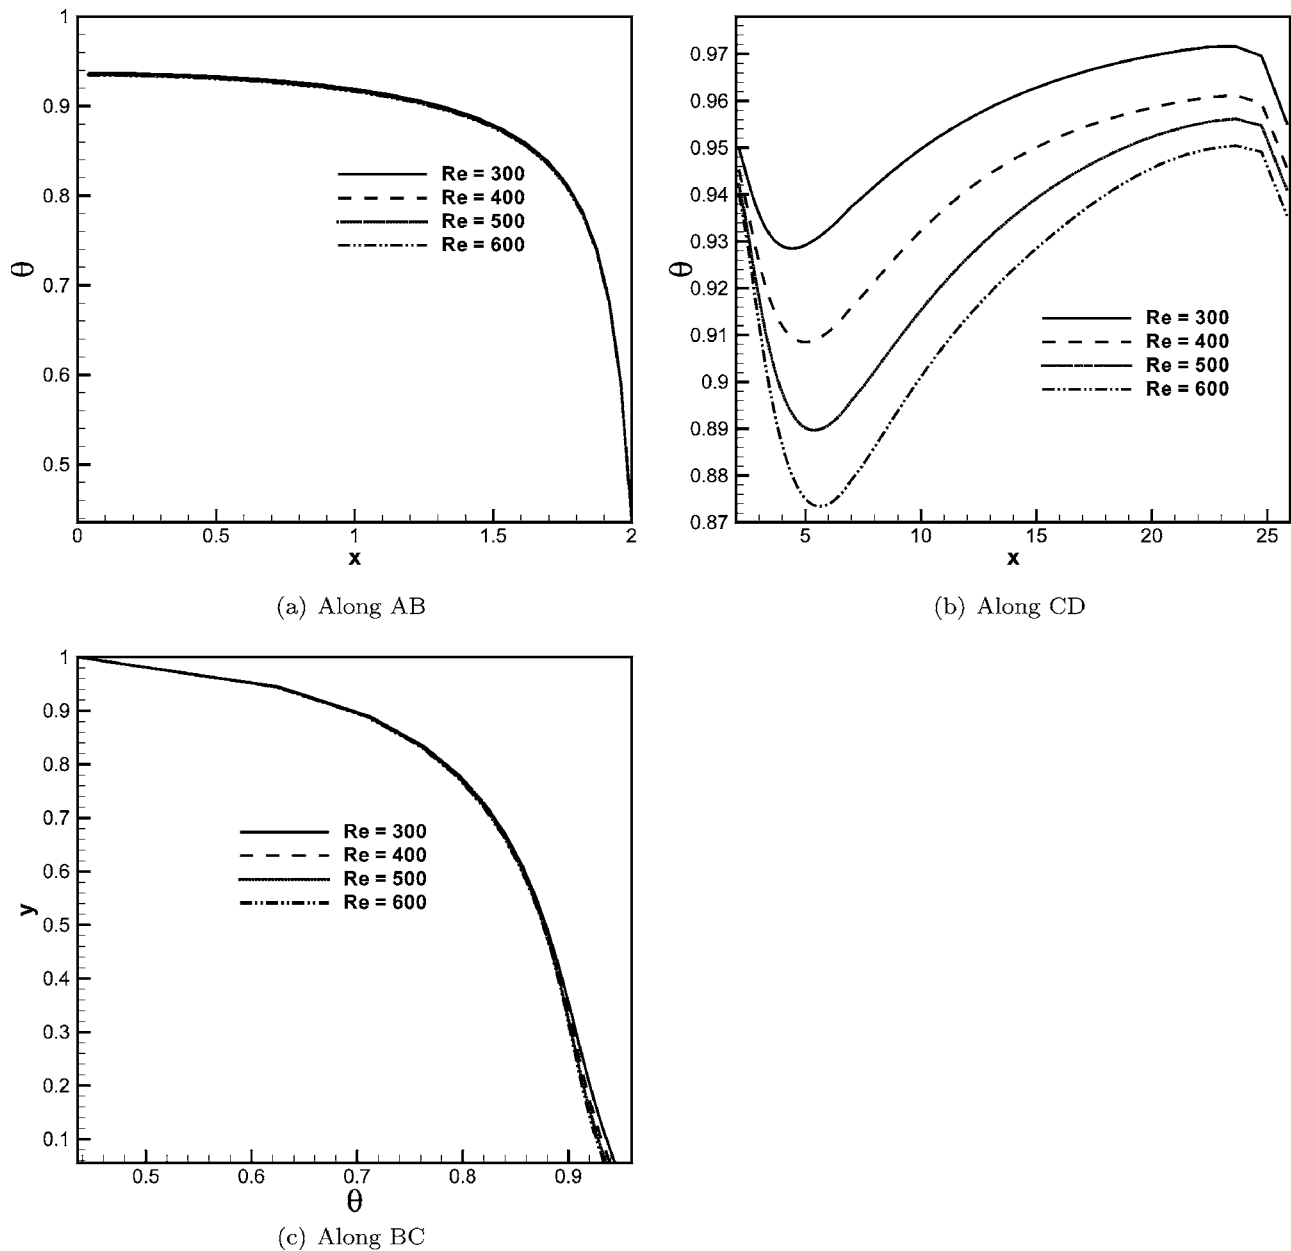 1
0.9
0.8
0.7
0.6
0.5
θ
0
0.5
1
1.5
2
x
Re = 300
Re = 400
Re = 500
Re = 600
(a) Along AB
0.97
0.96
0.95
0.94
0.93
0.92
0.91
0.9
0.89
0.88
0.87
θ
5
10
15
20
25
x
Re = 300
Re = 400
Re = 500
Re = 600
(b) Along CD
1
0.9
0.8
0.7
0.6
0.5
0.4
0.3
0.2
0.1
y
0.5
0.6
0.7
0.8
0.9
θ
Re = 300
Re = 400
Re = 500
Re = 600
(c) Along BC